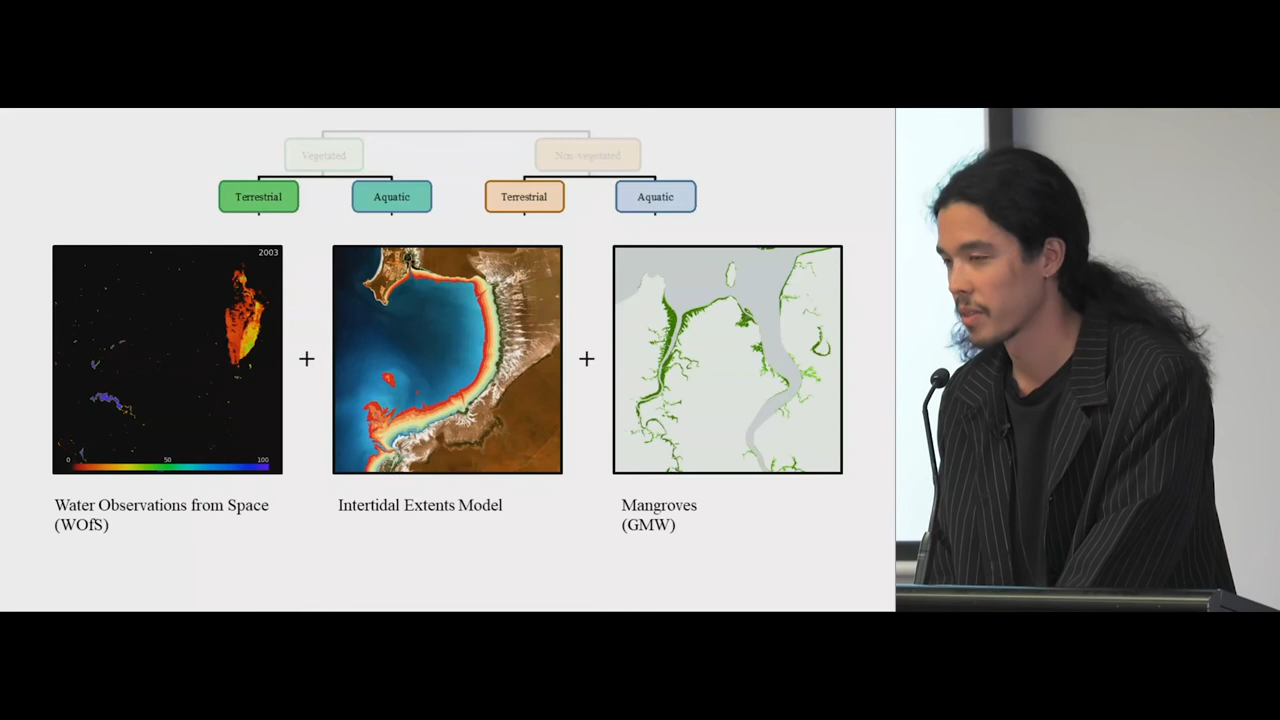 Vegetated
Non-vegetated
Terrestrial
Aquatic
Terrestrial
Aquatic
2003
0 50 100
+
+
Water Observations from Space
(WOfS)
Intertidal Extents Model
Mangroves
(GMW)